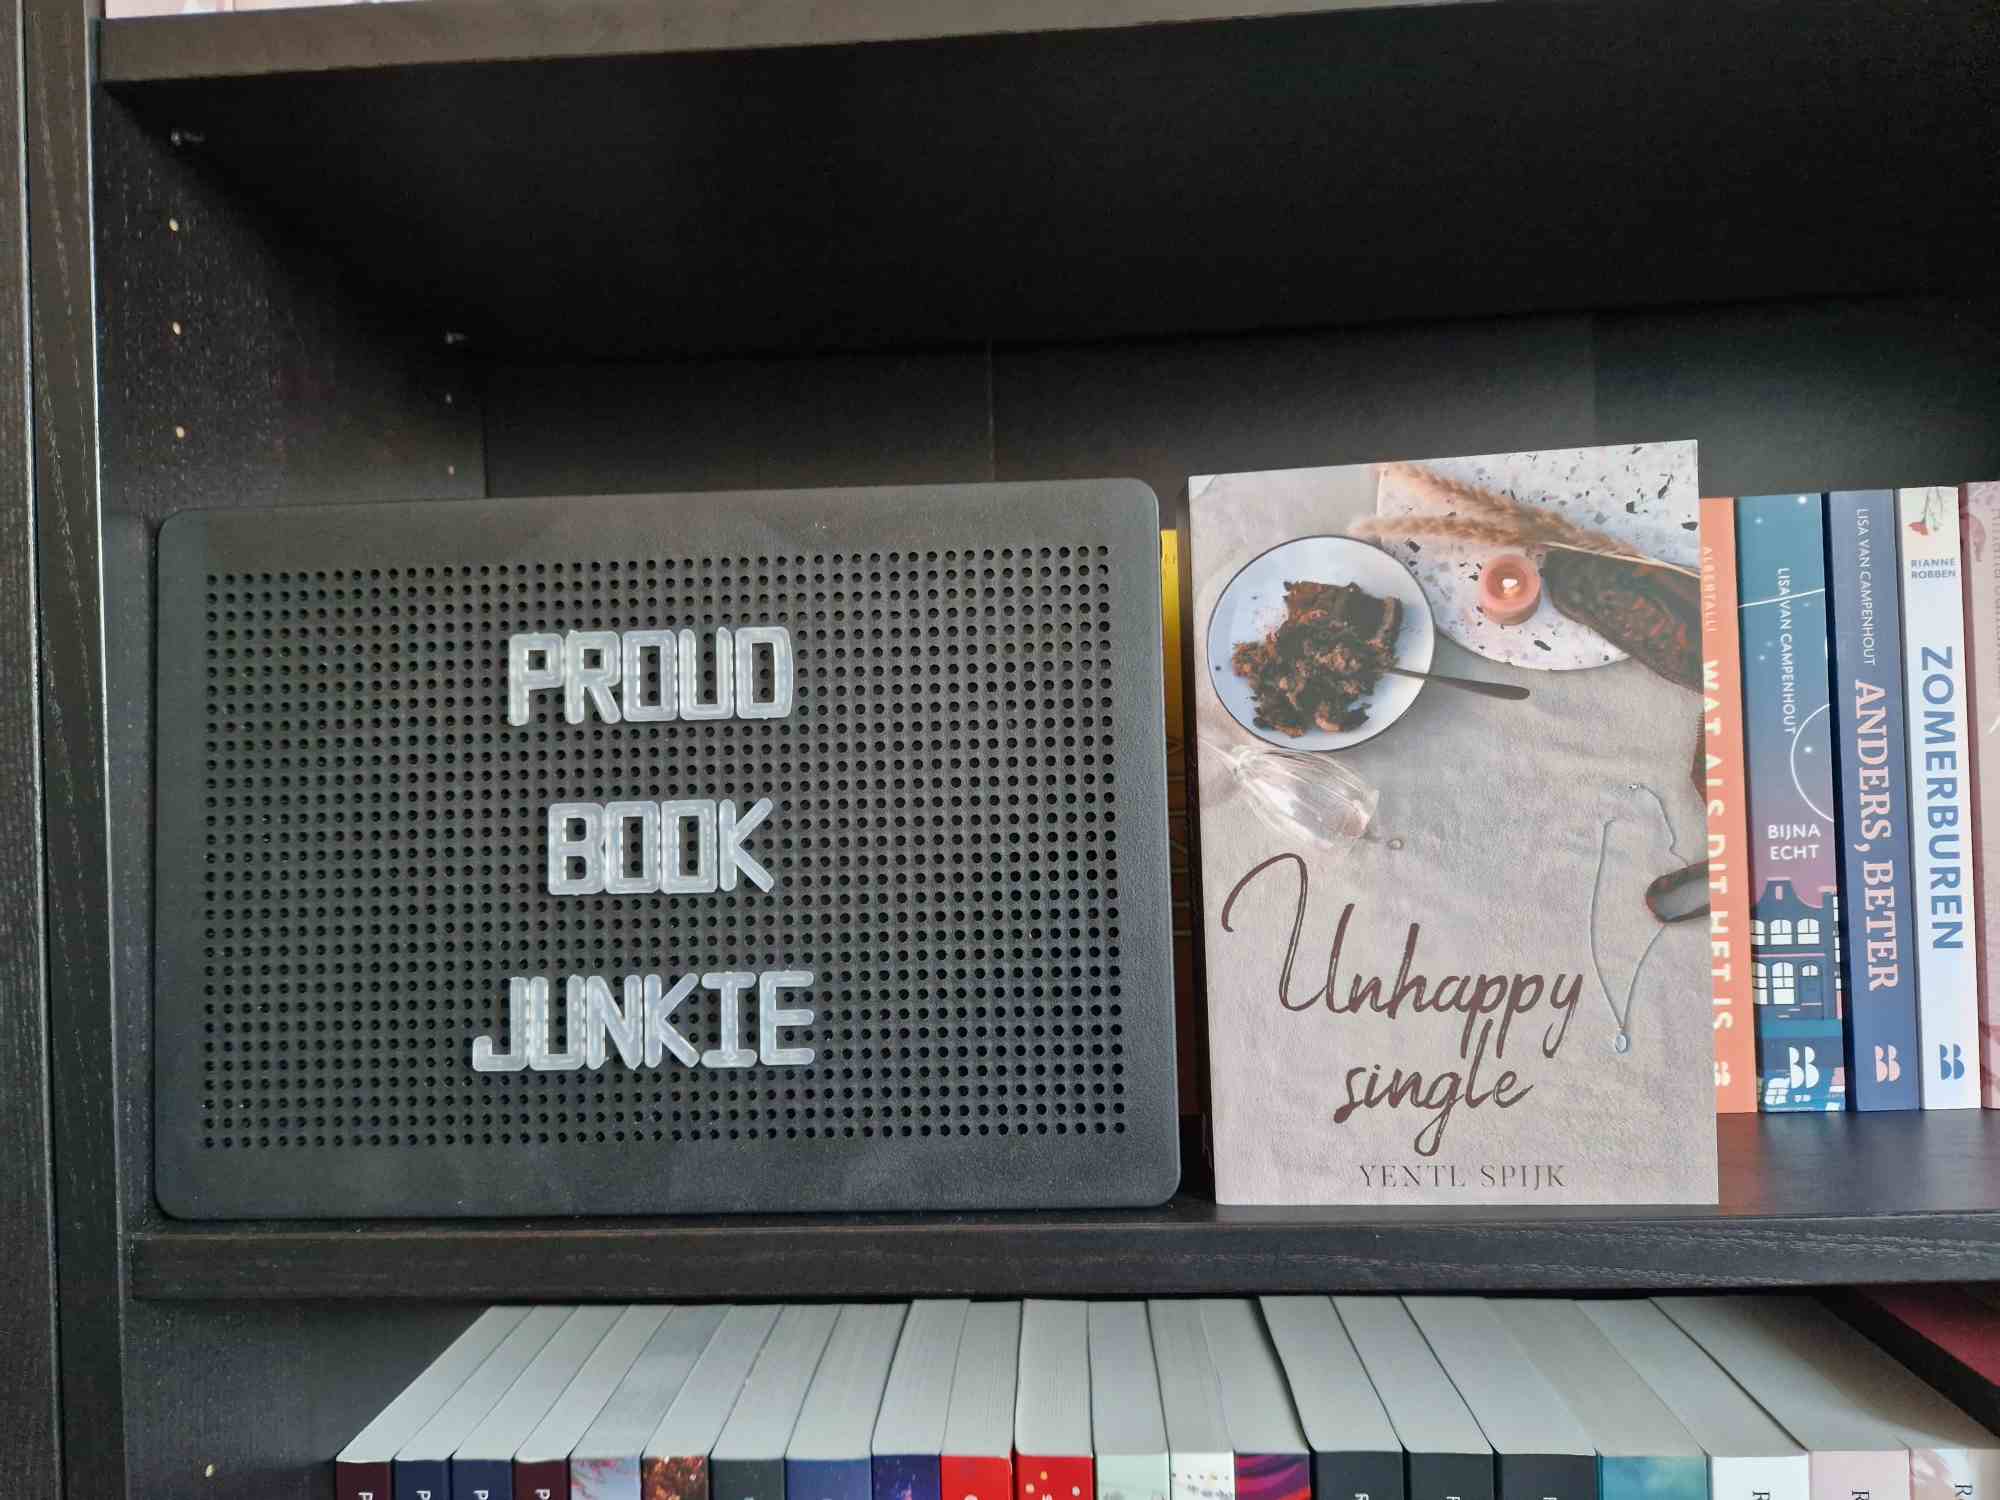 PROUD
BOOK
JUNKIE
Unhappy
single
YENTL SPIJK
ALBERTALLI
WAT ALS DIT HET IS
LISA VAN CAMPENHOUT
BIJNA
ECHT
LISA VAN CAMPENHOUT
ANDERS, BETER
RIANNE
ROBBEN
ZOMERBUREN